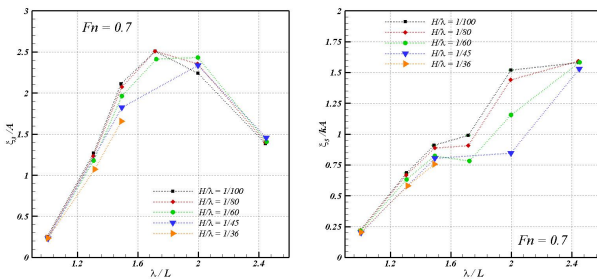 3
2.5
2
1.5
1
0.5
0
Fn = 0.7
H/λ = 1/100
H/λ = 1/80
H/λ = 1/60
H/λ = 1/45
H/λ = 1/36
1.2
1.6
2
2.4
λ / L
2
1.75
1.5
1.25
1
0.75
0.5
0.25
0
ξ₅/kA
H/λ = 1/100
H/λ = 1/80
H/λ = 1/60
H/λ = 1/45
H/λ = 1/36
Fn = 0.7
1.2
1.6
2
2.4
λ / L